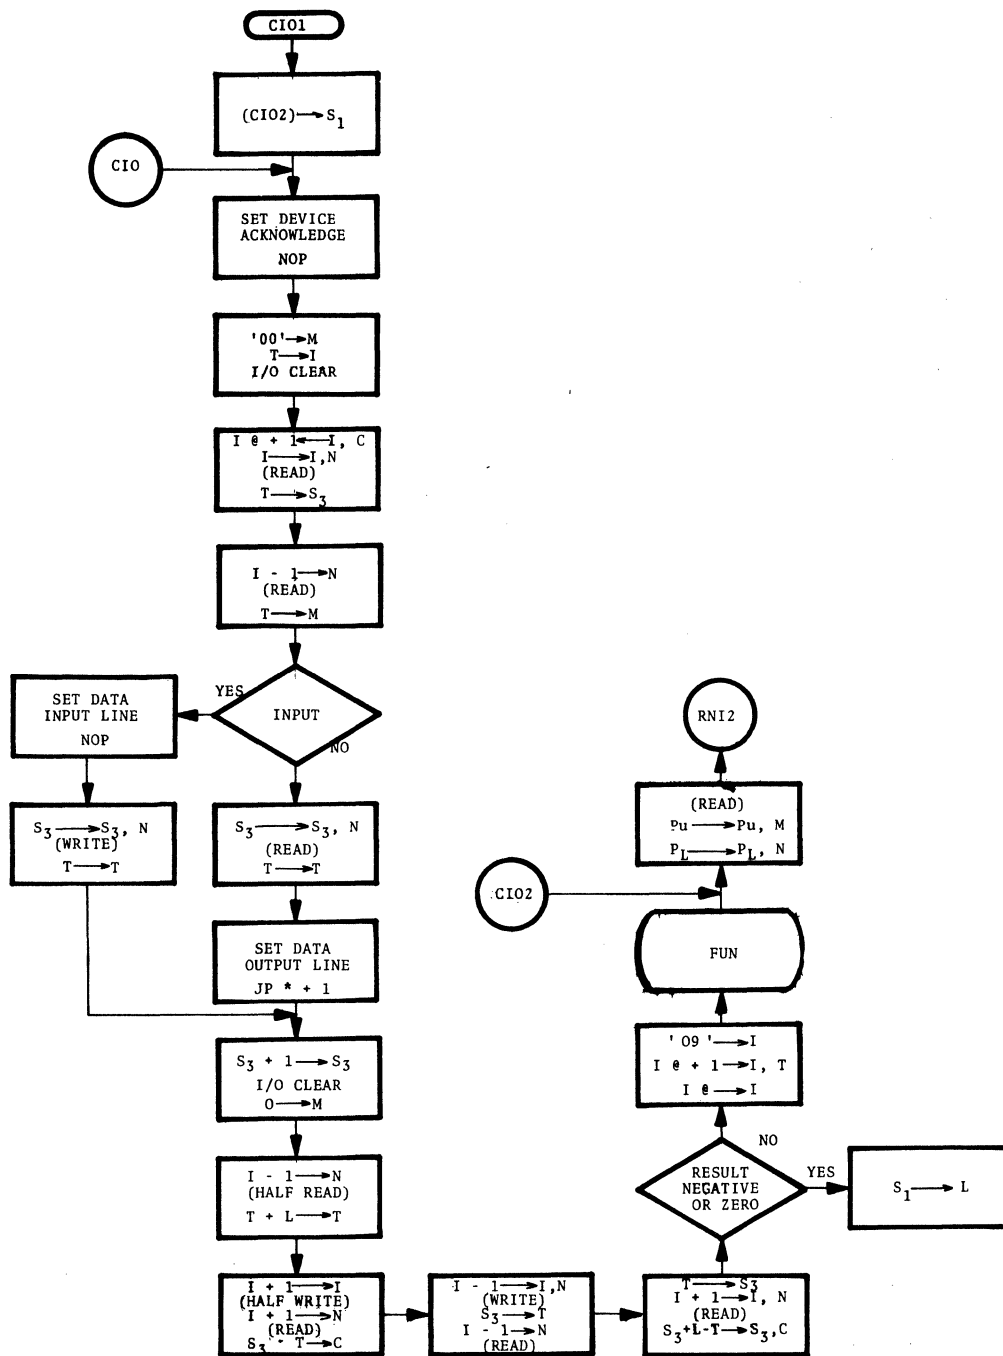 CIO1
(CIO2)→S1
CIO
SET DEVICE
ACKNOWLEDGE
NOP
'00'→M
T→I
I/O CLEAR
I @ + 1←I, C
I→I,N
(READ)
T→S3
I - 1→N
(READ)
T→M
INPUT
YES
NO
SET DATA
INPUT LINE
NOP
S3→S3, N
(WRITE)
T→T
S3→S3, N
(READ)
T→T
SET DATA
OUTPUT LINE
JP * + 1
S3 + 1→S3
I/O CLEAR
O→M
I - 1→N
(HALF READ)
T + L→T
I + 1→I
(HALF WRITE)
I + 1→N
(READ)
S3 - T→C
I - 1→I,N
(WRITE)
S3→T
I - 1→N
(READ)
T→S3
I + 1→I, N
(READ)
S3+L-T→S3,C
RESULT
NEGATIVE
OR ZERO
YES
NO
S1→L
'09'→I
I @ + 1→I, T
I @→I
FUN
CIO2
(READ)
Pu→Pu, M
PL→PL, N
RNI2